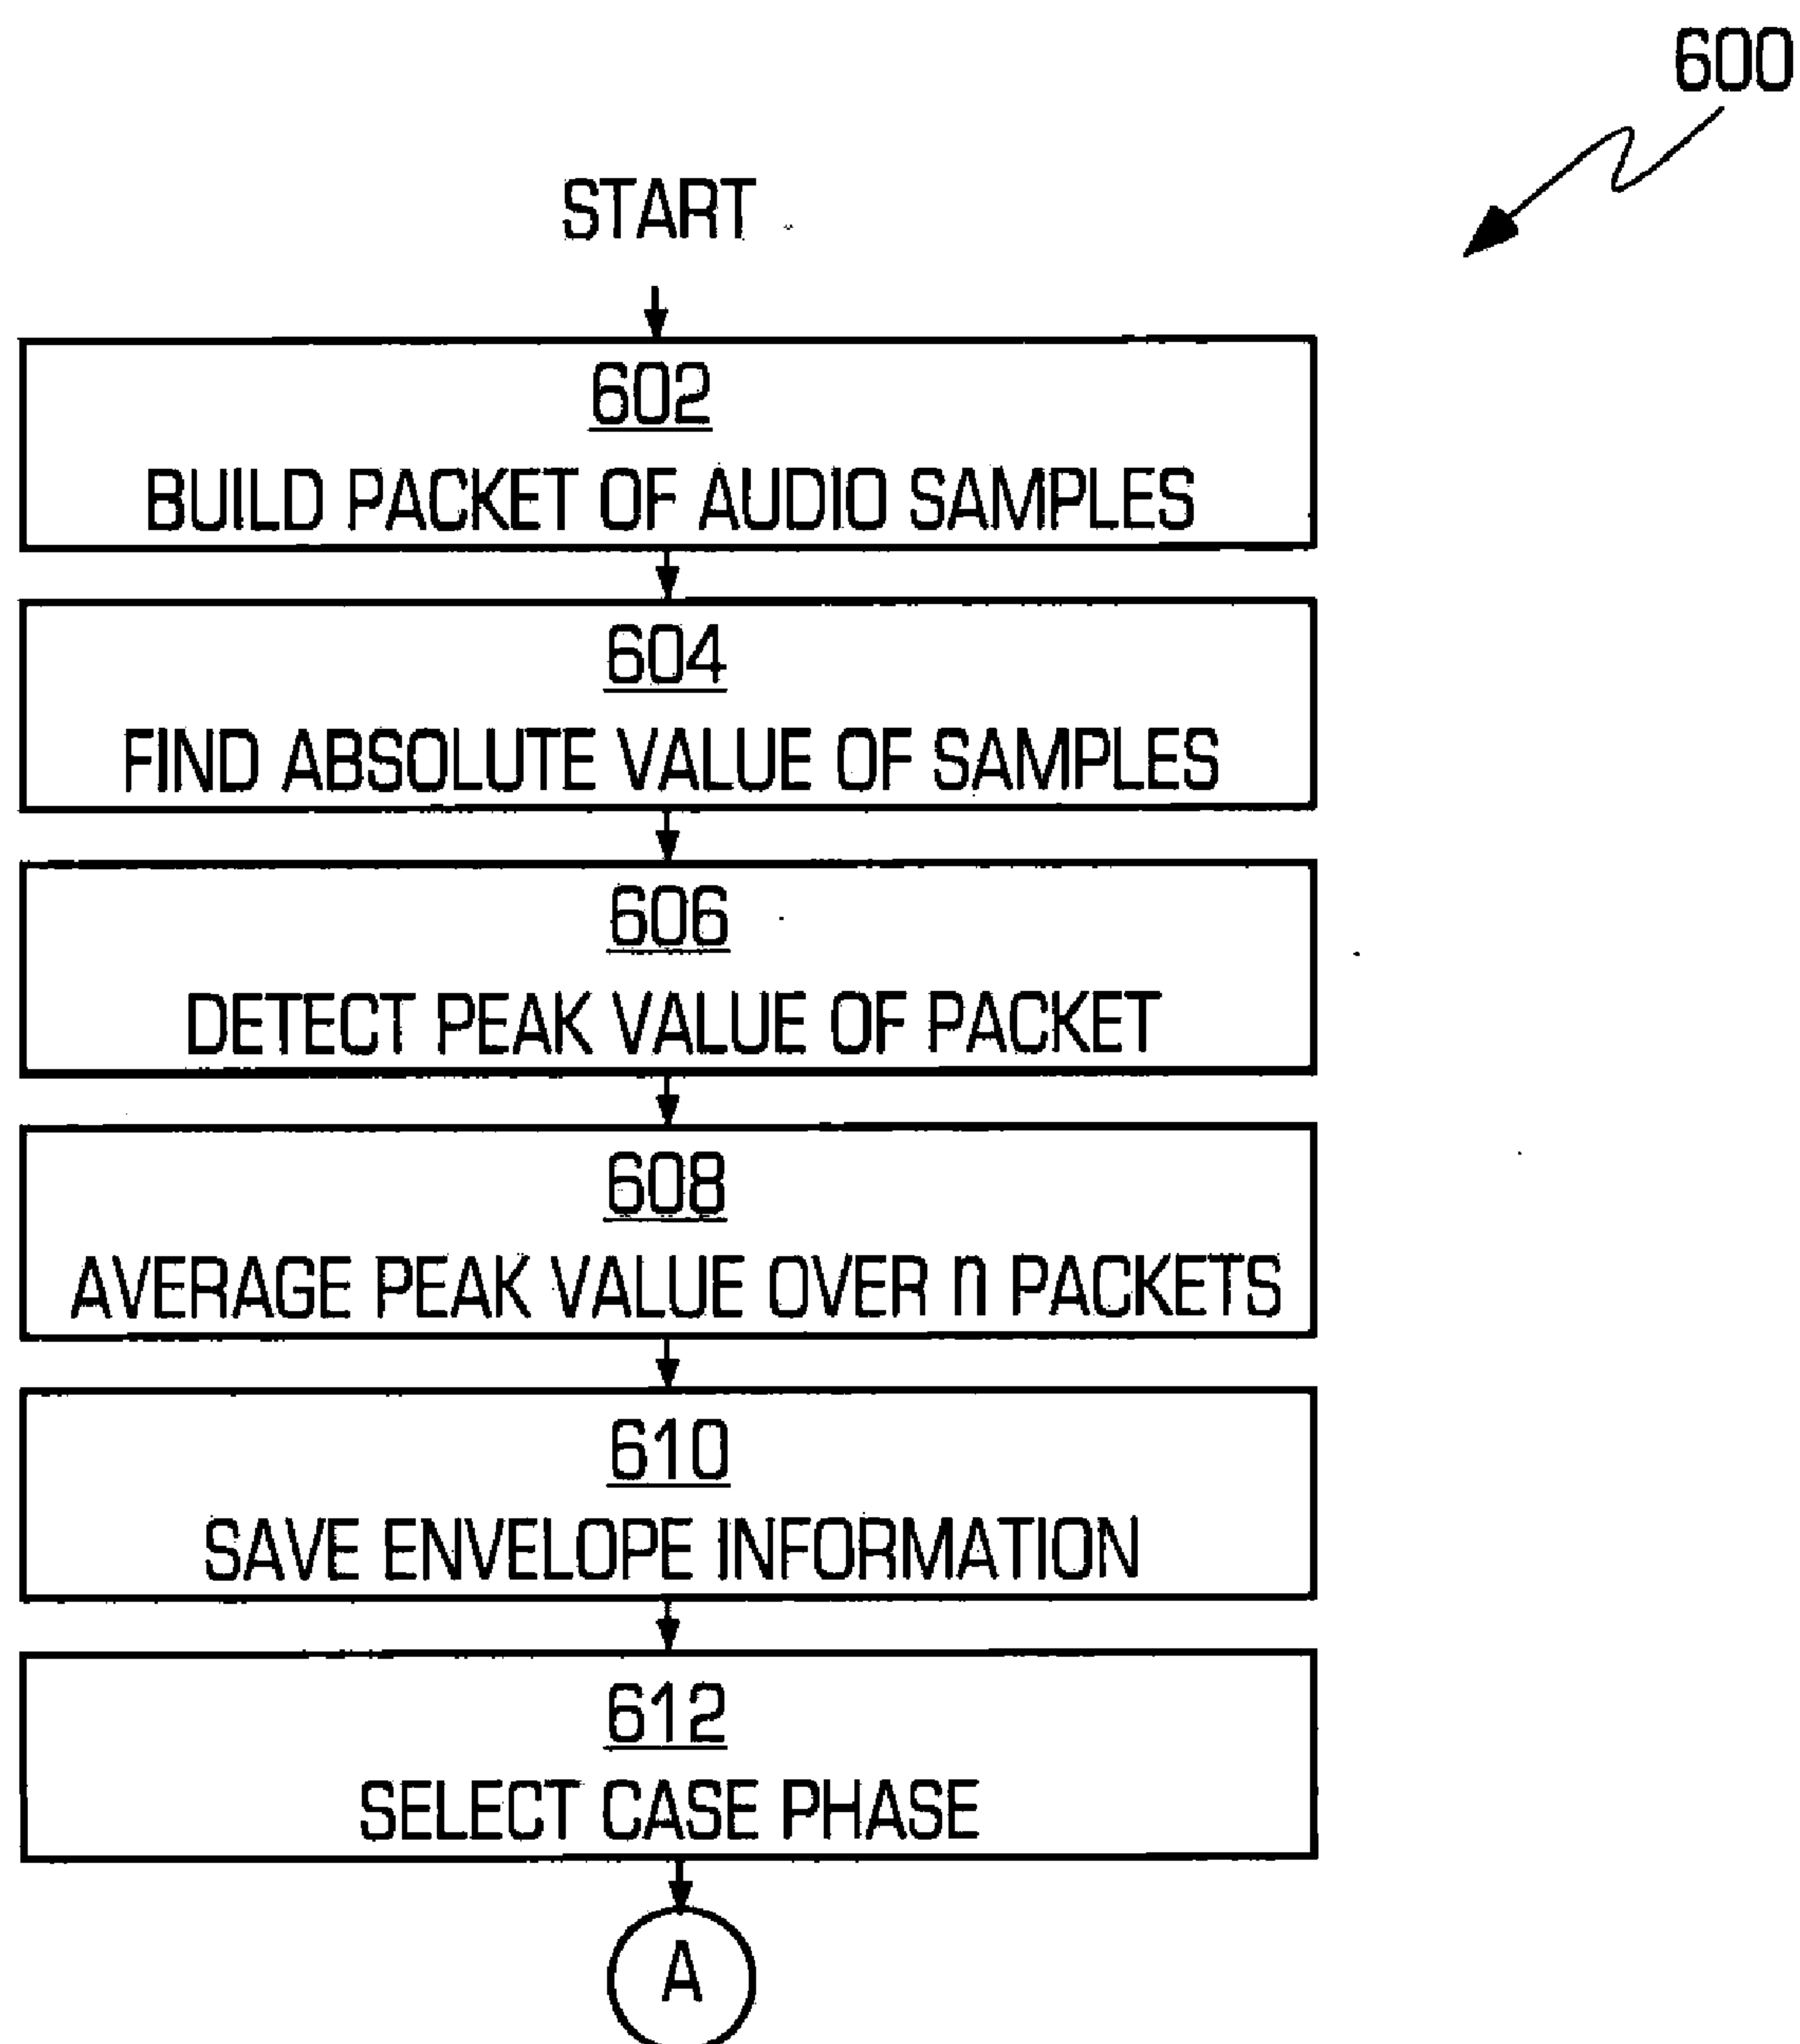 600
START
602
BUILD PACKET OF AUDIO SAMPLES
604
FIND ABSOLUTE VALUE OF SAMPLES
606
DETECT PEAK VALUE OF PACKET
608
AVERAGE PEAK VALUE OVER n PACKETS
610
SAVE ENVELOPE INFORMATION
612
SELECT CASE PHASE
A